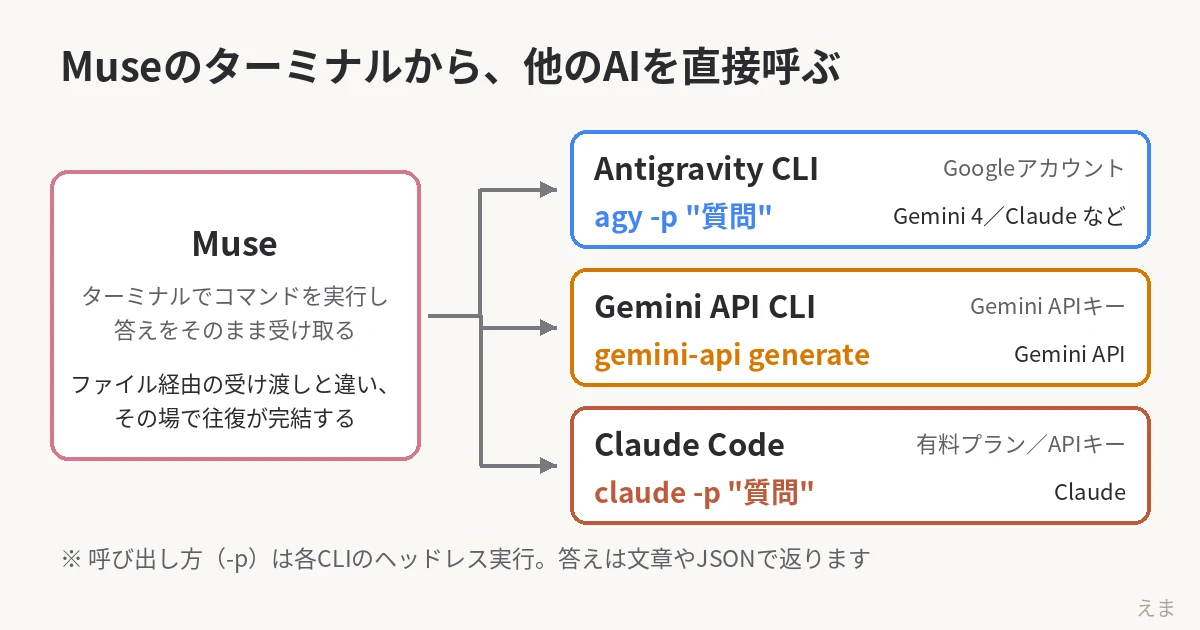 Museのターミナルから、他のAIを直接呼ぶ
Muse
ターミナルでコマンドを実行し
答えをそのまま受け取る
ファイル経由の受け渡しと違い、
その場で往復が完結する
Antigravity CLI
Googleアカウント
agy -p "質問"
Gemini 4／Claude など
Gemini API CLI
Gemini APIキー
gemini-api generate
Gemini API
Claude Code
有料プラン／APIキー
claude -p "質問"
Claude
※ 呼び出し方（-p）は各CLIのヘッドレス実行。答えは文章やJSONで返ります
えま